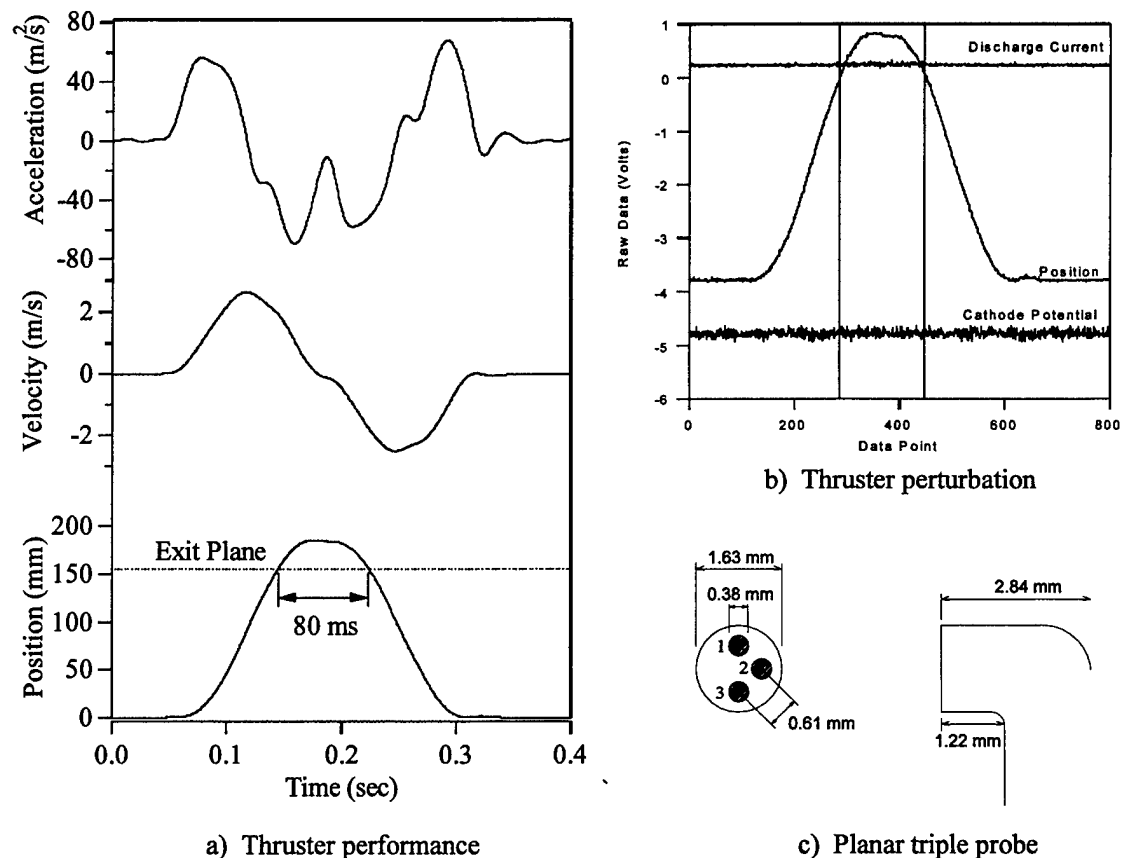 80
40
0
-40
-80
Acceleration (m/s²)
2
0
-2
Velocity (m/s)
200
150
100
50
0
Position (mm)
Exit Plane
80 ms
0.0 0.1 0.2 0.3 0.4
Time (sec)
a) Thruster performance
1
0
-1
-2
-3
-4
-5
-6
Raw Data (Volts)
Discharge Current
Position
Cathode Potential
0 200 400 600 800
Data Point
b) Thruster perturbation
1.63 mm
0.38 mm
1
2
3
0.61 mm
2.84 mm
1.22 mm
c) Planar triple probe